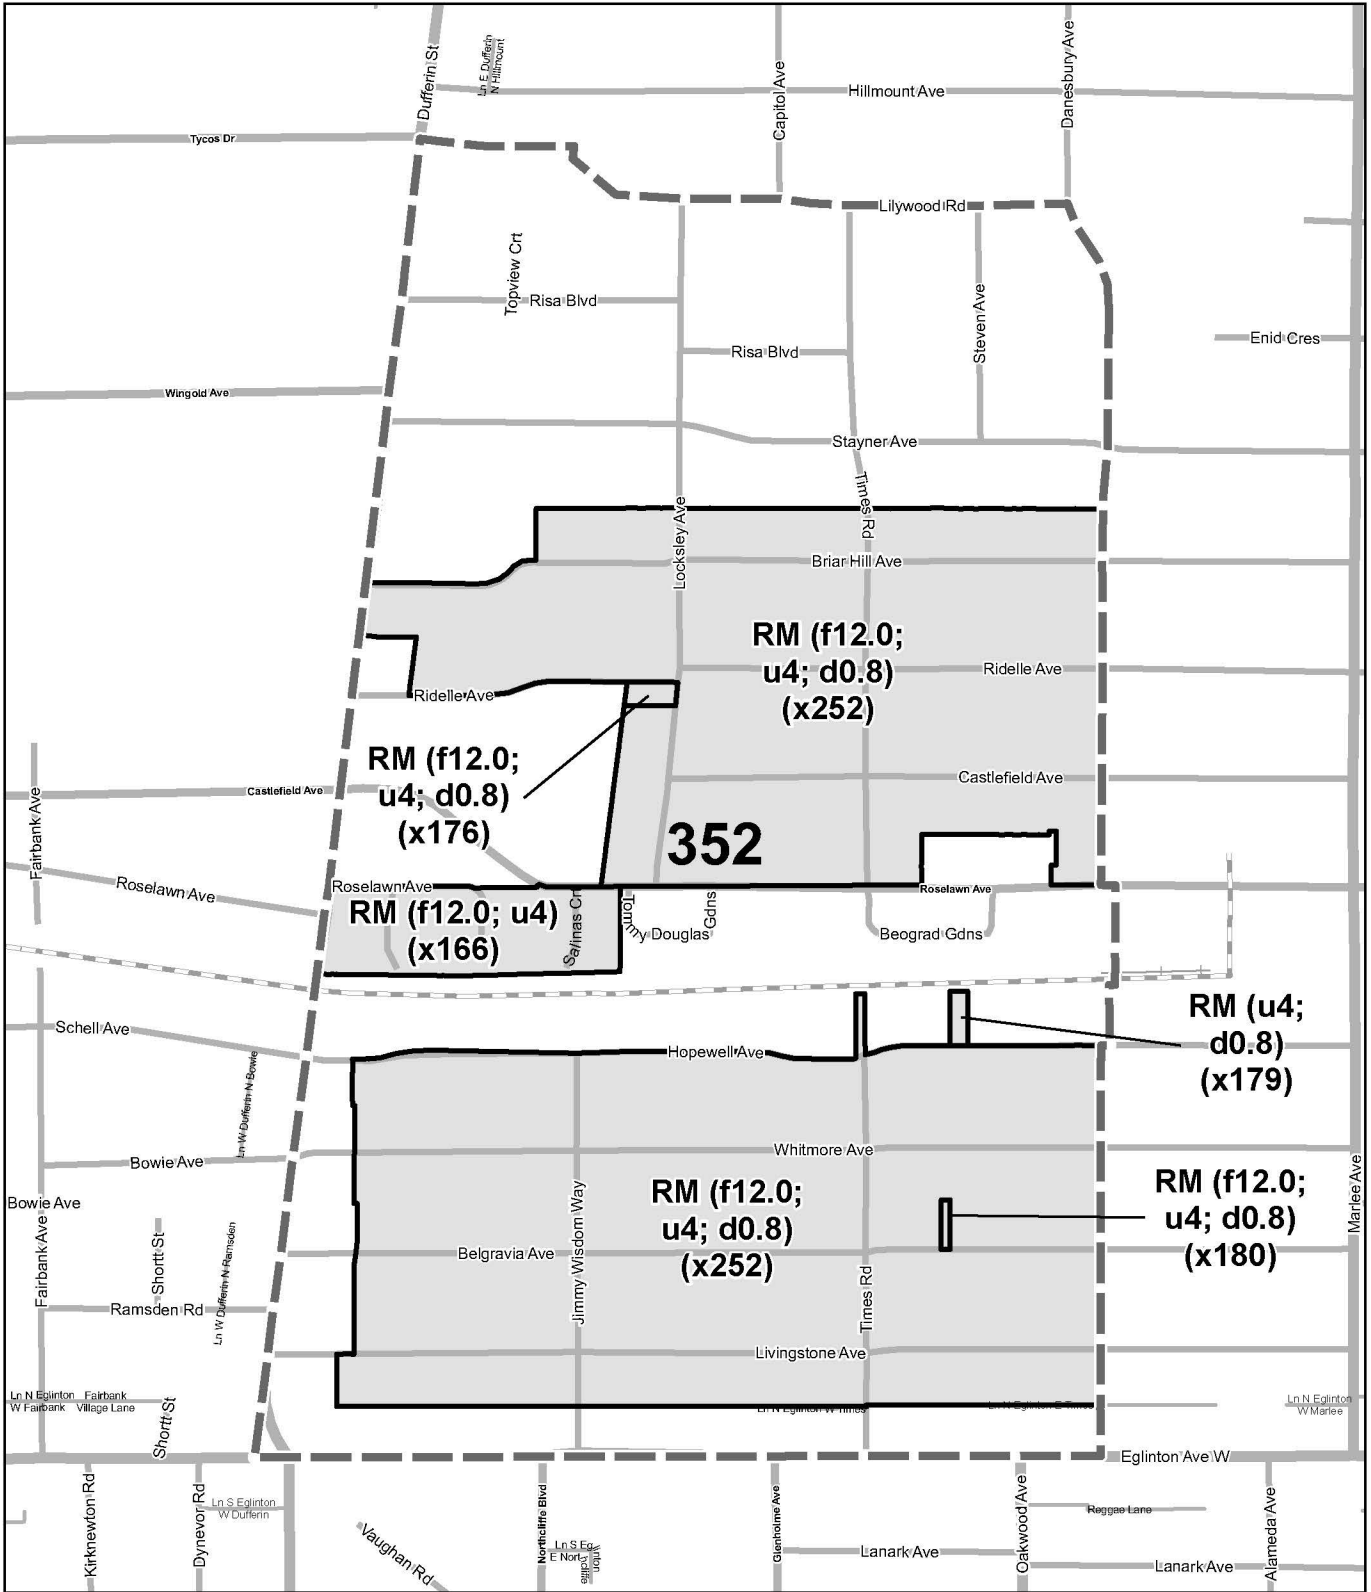 Dufferin St
Ln E Dufferin
N Hillmount
Capitol Ave
Hillmount Ave
Danesbury Ave
Tycos Dr
Lilywood Rd
Topview Crt
Risa Blvd
Steven Ave
Enid Cres
Risa Blvd
Wingold Ave
Stayner Ave
Locksley Ave
Times Rd
Briar Hill Ave
RM (f12.0;
u4; d0.8)
(x252)
Ridelle Ave
Ridelle Ave
RM (f12.0;
u4; d0.8)
(x176)
Castlefield Ave
Castlefield Ave
Fairbank Ave
352
Roselawn Ave
Roselawn Ave
Roselawn Ave
RM (f12.0; u4)
(x166)
Salinas Crt
Tommy Douglas Gdns
Beograd Gdns
RM (u4;
d0.8)
(x179)
Schell Ave
Hopewell Ave
Ln W Dufferin N Bowie
Whitmore Ave
Bowie Ave
Bowie Ave
RM (f12.0;
u4; d0.8)
(x252)
RM (f12.0;
u4; d0.8)
(x180)
Marlee Ave
Fairbank Ave
Shortt St
Ln W Dufferin N Ramsden
Belgravia Ave
Jimmy Wisdom Way
Times Rd
Ramsden Rd
Livingstone Ave
Ln N Eglinton
W Fairbank
Fairbank
Village Lane
Shortt St
Ln N Eglinton W Times
Ln N Eglinton E Times
Ln N Eglinton
W Marlee
Eglinton Ave W
Kirknewton Rd
Dynevor Rd
Ln S Eglinton
W Dufferin
Vaughan Rd
Northcliffe Blvd
Ln S Eglinton
E Northcliffe
Glenholme Ave
Lanark Ave
Oakwood Ave
Reggae Lane
Lanark Ave
Alameda Ave